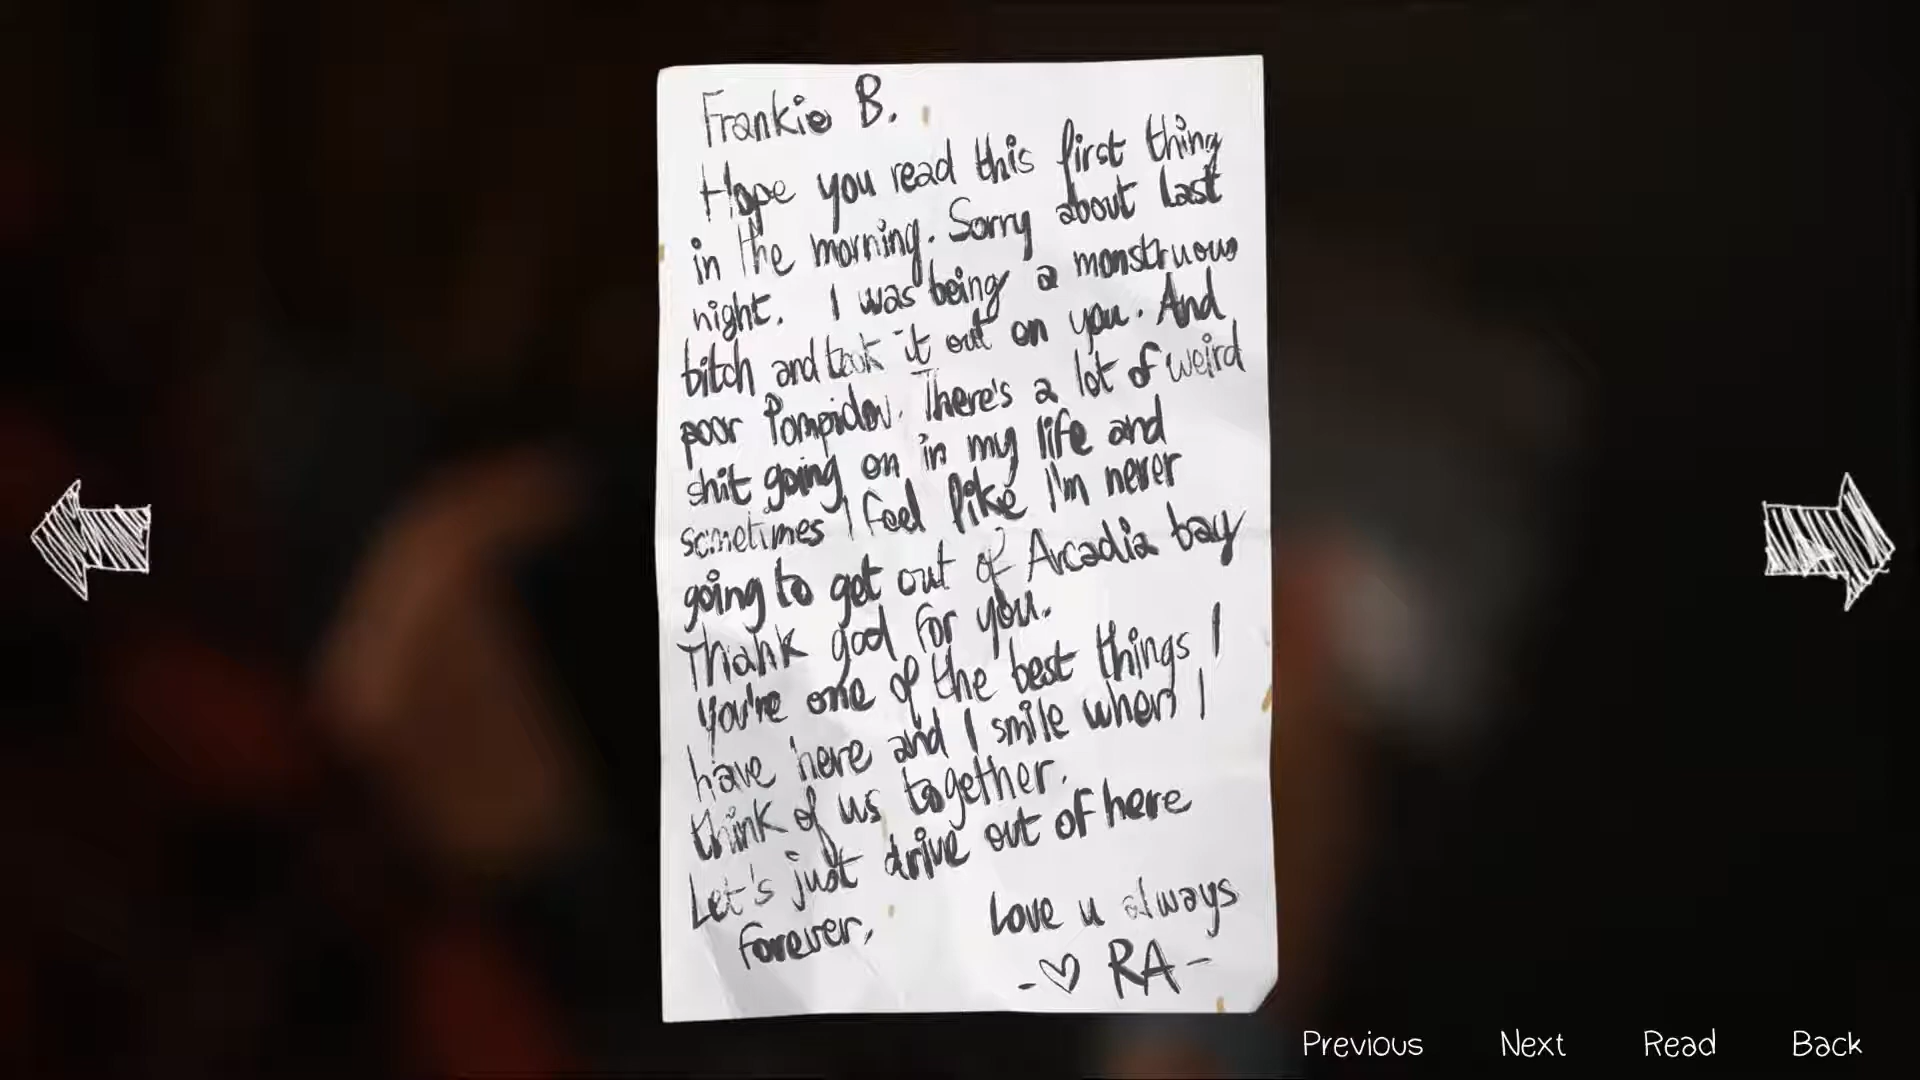 Frankie B.
Hope you read this first thing
in the morning. Sorry about last
night. I was being a monstruous
bitch and took it out on you. And
poor Pompidou. There's a lot of weird
shit going on in my life and
sometimes I feel like I'm never
going to get out of Arcadia bay
Thank god for you.
You're one of the best things I
have here and I smile when I
think of us together.
Let's just drive out of here
forever,
Love u always
-♡ RA-
Previous Next Read Back